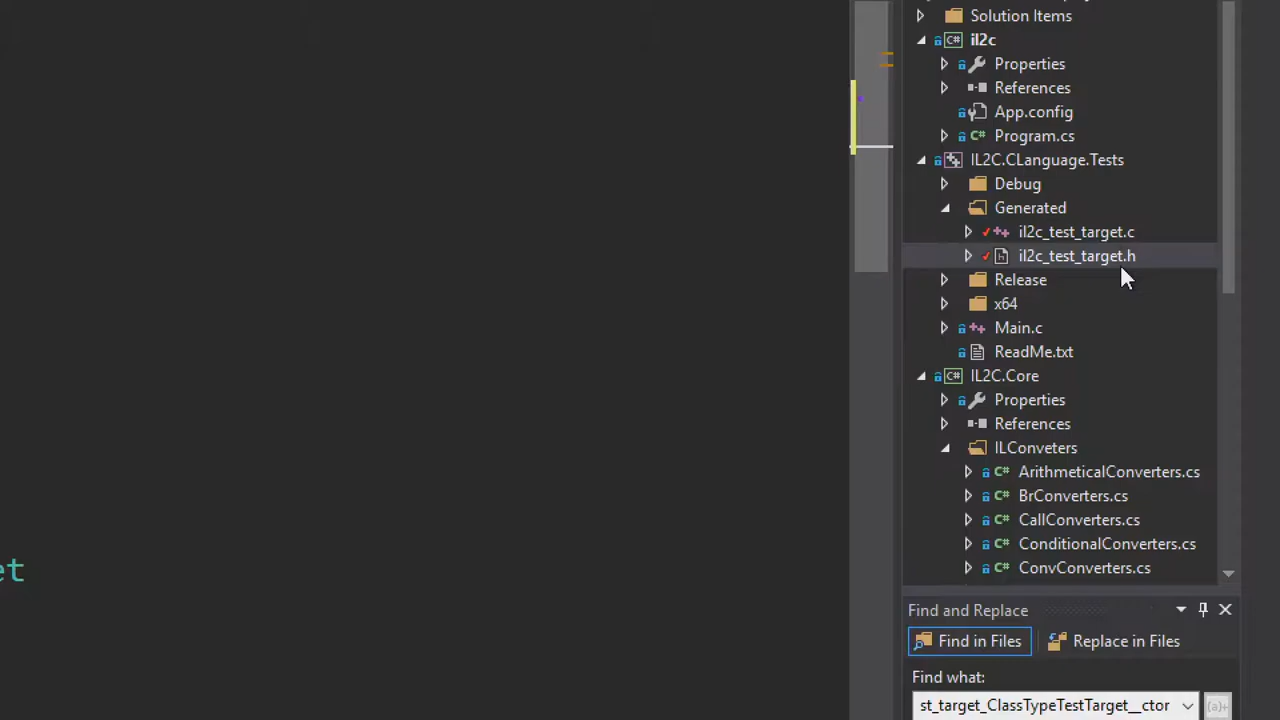 Solution Items
il2c
Properties
References
App.config
Program.cs
IL2C.CLanguage.Tests
Debug
Generated
il2c_test_target.c
il2c_test_target.h
Release
x64
Main.c
ReadMe.txt
IL2C.Core
Properties
References
ILConveters
ArithmeticalConverters.cs
BrConverters.cs
CallConverters.cs
ConditionalConverters.cs
ConvConverters.cs
et
Find and Replace
Find in Files
Replace in Files
Find what:
st_target_ClassTypeTestTarget__ctor